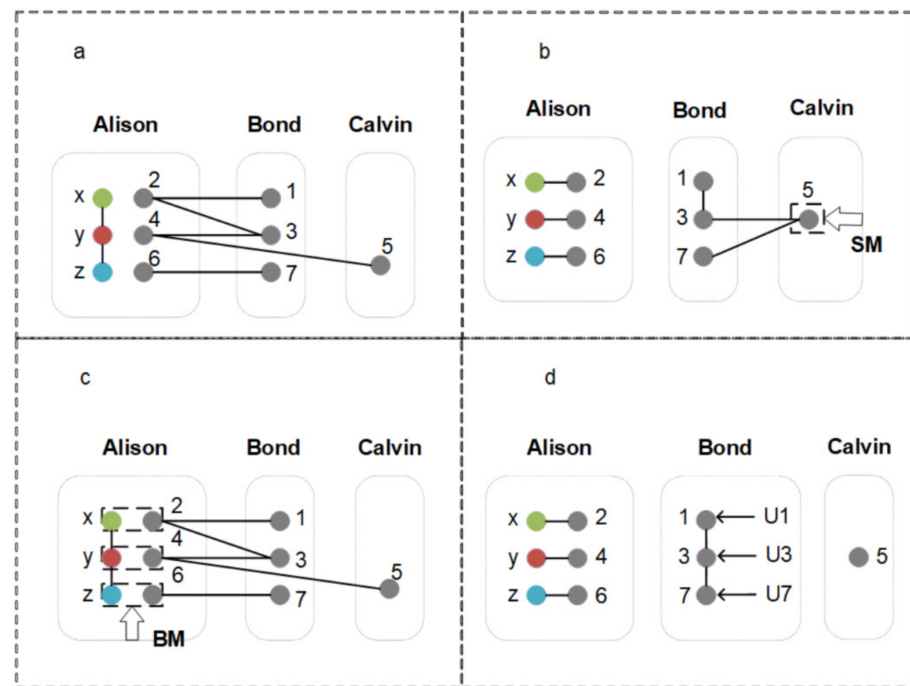 a
Alison Bond Calvin
x 2 1
y 4 3 5
z 6 7
b
Alison Bond Calvin
x 2 1 5
y 4 3 SM
z 6 7
c
Alison Bond Calvin
x 2 1
y 4 3 5
z 6 7
BM
d
Alison Bond Calvin
x 2 1 U1
y 4 3 U3 5
z 6 7 U7